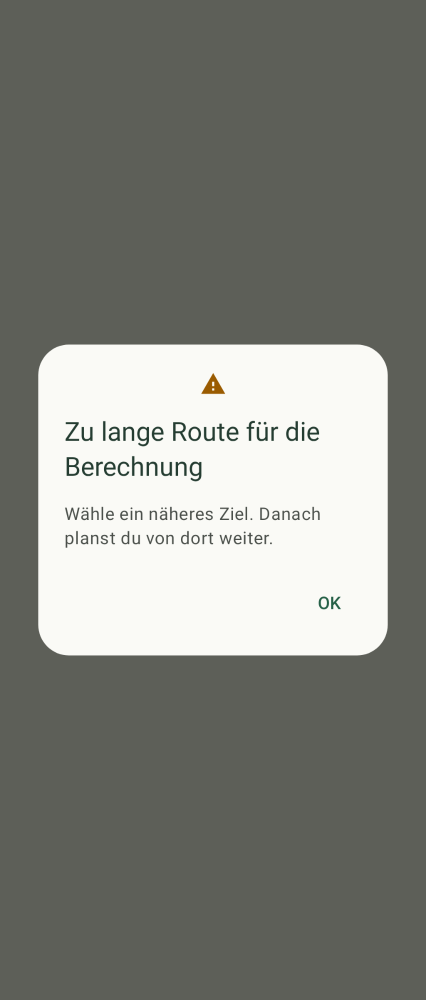 Zu lange Route für die
Berechnung
Wähle ein näheres Ziel. Danach
planst du von dort weiter.
OK